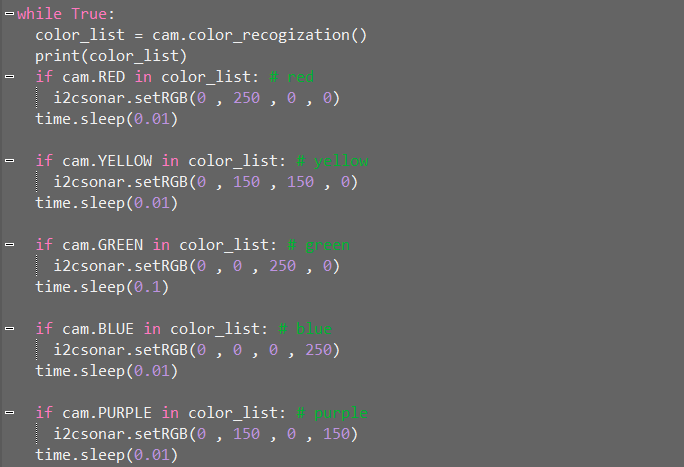 while True:
color_list = cam.color_recogization()
print(color_list)
if cam.RED in color_list: # red
i2csonar.setRGB(0 , 250 , 0 , 0)
time.sleep(0.01)
if cam.YELLOW in color_list: # yellow
i2csonar.setRGB(0 , 150 , 150 , 0)
time.sleep(0.01)
if cam.GREEN in color_list: # green
i2csonar.setRGB(0 , 0 , 250 , 0)
time.sleep(0.1)
if cam.BLUE in color_list: # blue
i2csonar.setRGB(0 , 0 , 0 , 250)
time.sleep(0.01)
if cam.PURPLE in color_list: # purple
i2csonar.setRGB(0 , 150 , 0 , 150)
time.sleep(0.01)